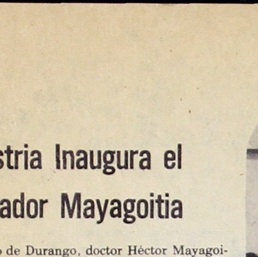 stria Inaugura el
ador Mayagoitia
o de Durango, doctor Héctor Mayagoi-